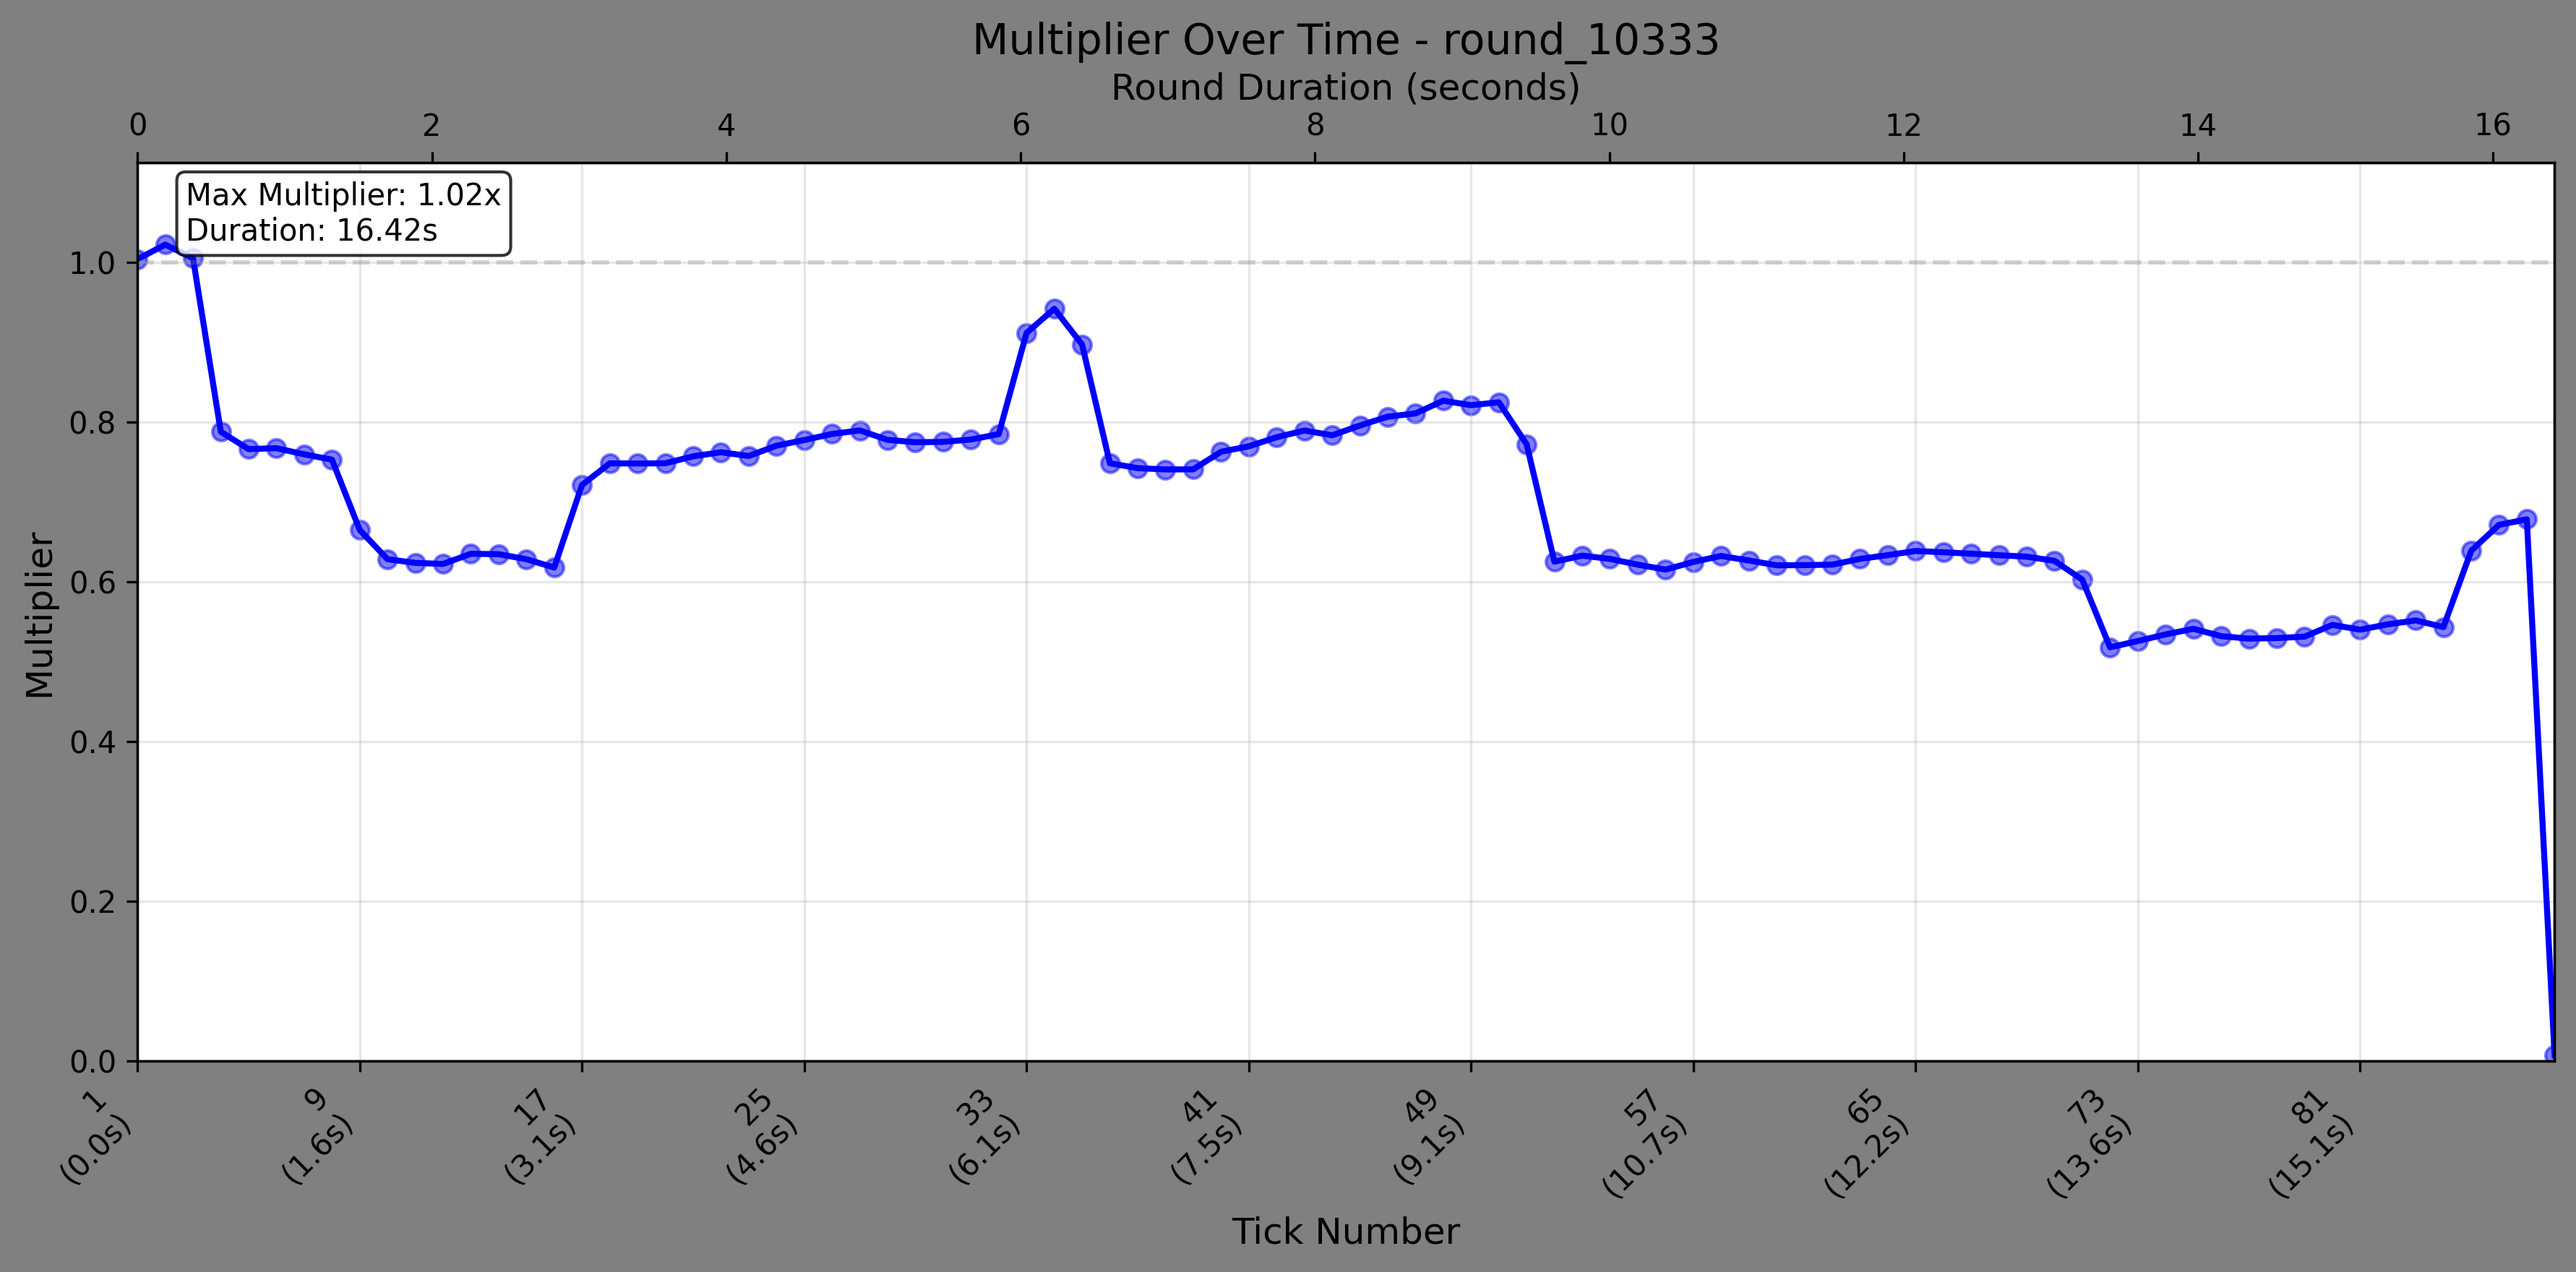 Multiplier Over Time - round_10333
Round Duration (seconds)
0 2 4 6 8 10 12 14 16
Max Multiplier: 1.02x
Duration: 16.42s
1.0
0.8
0.6
0.4
0.2
0.0
Multiplier
1 9 17 25 33 41 49 57 65 73 81
(0.0s) (1.6s) (3.1s) (4.6s) (6.1s) (7.5s) (9.1s) (10.7s) (12.2s) (13.6s) (15.1s)
Tick Number